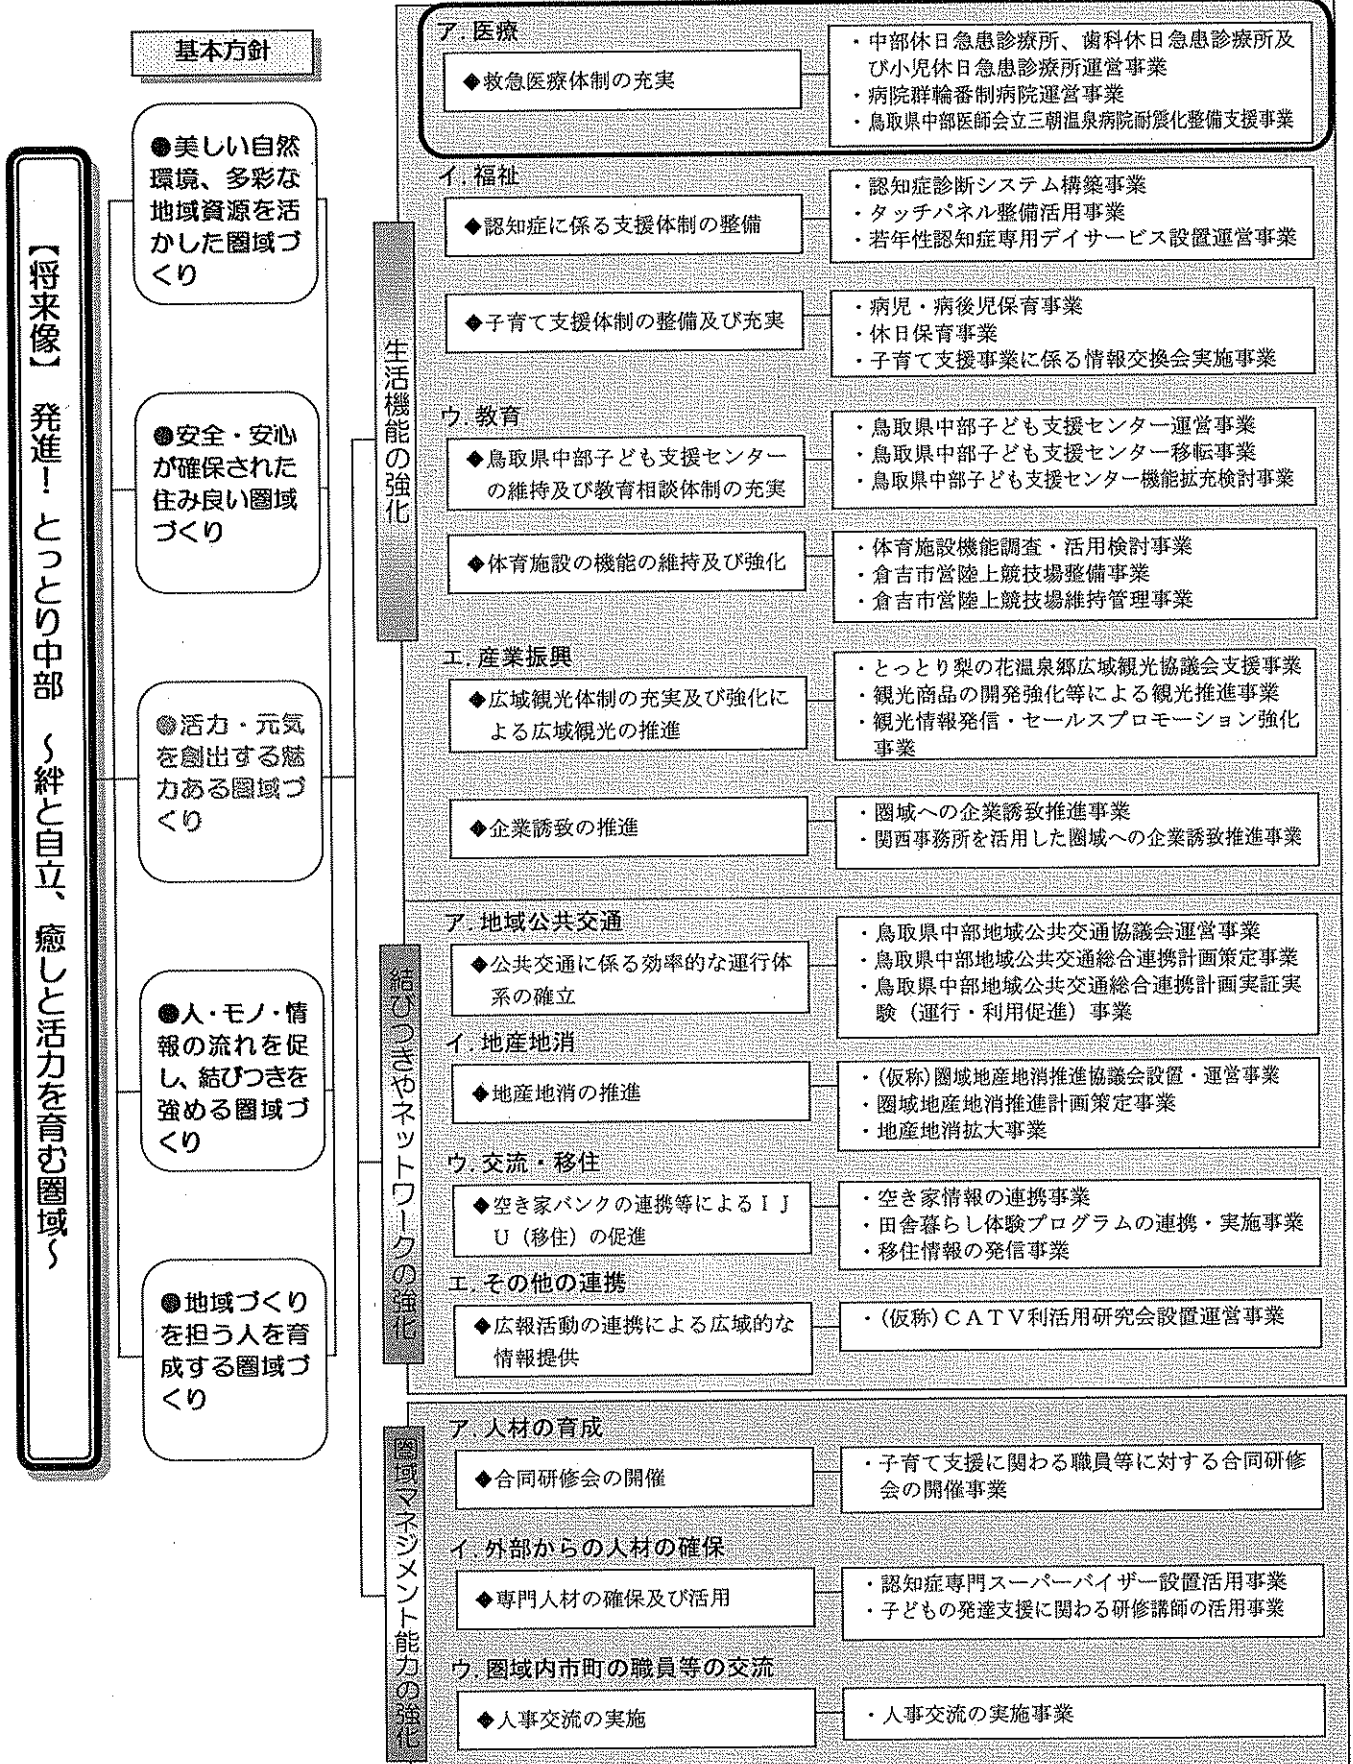 【将来像】 発進！ とっとり中部 ～絆と自立、癒しと活力を育む圏域～
基本方針
●美しい自然
環境、多彩な
地域資源を活
かした圏域づ
くり
●安全・安心
が確保された
住み良い圏域
づくり
●活力・元気
を創出する魅
力ある圏域づ
くり
●人・モノ・情
報の流れを促
し、結びつきを
強める圏域づ
くり
●地域づくり
を担う人を育
成する圏域づ
くり
生活機能の強化
ア．医療
◆救急医療体制の充実
・中部休日急患診療所、歯科休日急患診療所及
び小児休日急患診療所運営事業
・病院群輪番制病院運営事業
・鳥取県中部医師会立三朝温泉病院耐震化整備支援事業
イ．福祉
◆認知症に係る支援体制の整備
・認知症診断システム構築事業
・タッチパネル整備活用事業
・若年性認知症専用デイサービス設置運営事業
◆子育て支援体制の整備及び充実
・病児・病後児保育事業
・休日保育事業
・子育て支援事業に係る情報交換会実施事業
ウ．教育
◆鳥取県中部子ども支援センター
の維持及び教育相談体制の充実
・鳥取県中部子ども支援センター運営事業
・鳥取県中部子ども支援センター移転事業
・鳥取県中部子ども支援センター機能拡充検討事業
◆体育施設の機能の維持及び強化
・体育施設機能調査・活用検討事業
・倉吉市営陸上競技場整備事業
・倉吉市営陸上競技場維持管理事業
エ．産業振興
◆広域観光体制の充実及び強化に
よる広域観光の推進
・とっとり梨の花温泉郷広域観光協議会支援事業
・観光商品の開発強化等による観光推進事業
・観光情報発信・セールスプロモーション強化
事業
◆企業誘致の推進
・圏域への企業誘致推進事業
・関西事務所を活用した圏域への企業誘致推進事業
結びつきやネットワークの強化
ア．地域公共交通
◆公共交通に係る効率的な運行体
系の確立
・鳥取県中部地域公共交通協議会運営事業
・鳥取県中部地域公共交通総合連携計画策定事業
・鳥取県中部地域公共交通総合連携計画実証実
験（運行・利用促進）事業
イ．地産地消
◆地産地消の推進
・(仮称)圏域地産地消推進協議会設置・運営事業
・圏域地産地消推進計画策定事業
・地産地消拡大事業
ウ．交流・移住
◆空き家バンクの連携等によるＩＪ
Ｕ（移住）の促進
・空き家情報の連携事業
・田舎暮らし体験プログラムの連携・実施事業
・移住情報の発信事業
エ．その他の連携
◆広報活動の連携による広域的な
情報提供
・(仮称)ＣＡＴＶ利活用研究会設置運営事業
圏域マネジメント能力の強化
ア．人材の育成
◆合同研修会の開催
・子育て支援に関わる職員等に対する合同研修
会の開催事業
イ．外部からの人材の確保
◆専門人材の確保及び活用
・認知症専門スーパーバイザー設置活用事業
・子どもの発達支援に関わる研修講師の活用事業
ウ．圏域内市町の職員等の交流
◆人事交流の実施
・人事交流の実施事業